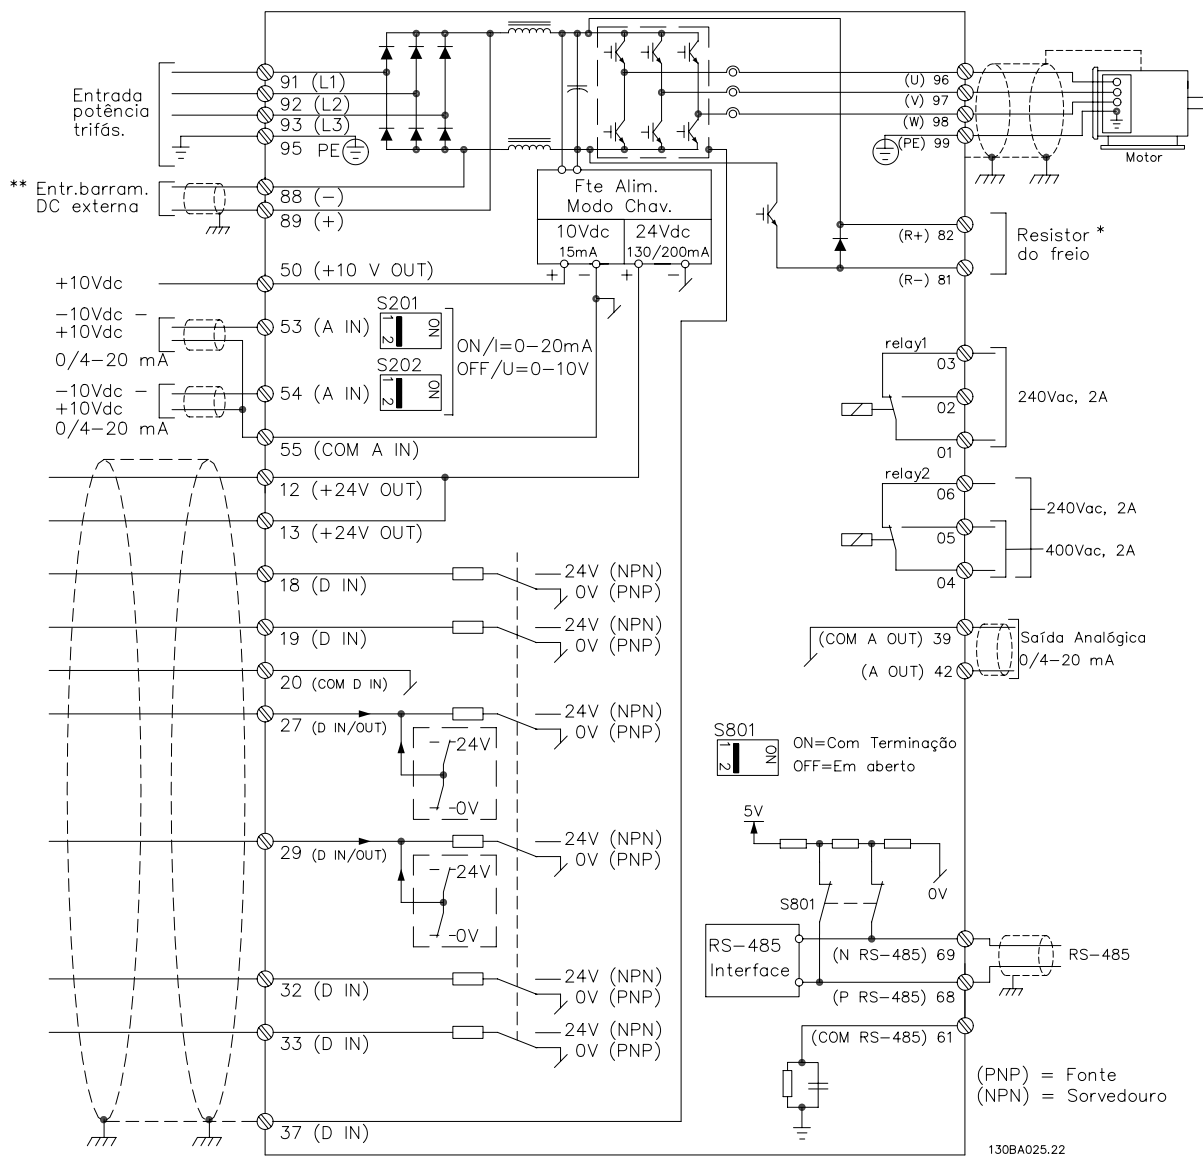 Entrada
potência
trifás.
91 (L1)
92 (L2)
93 (L3)
95 PE
** Entr.barram.
DC externa
88 (−)
89 (+)
Fte Alim.
Modo Chav.
10Vdc
15mA
24Vdc
130/200mA
+ − + −
(U) 96
(V) 97
(W) 98
(PE) 99
Motor
(R+) 82
(R−) 81
Resistor *
do freio
+10Vdc
50 (+10 V OUT)
−10Vdc −
+10Vdc
0/4−20 mA
53 (A IN)
S201
1 2
ON
ON/I=0−20mA
OFF/U=0−10V
−10Vdc −
+10Vdc
0/4−20 mA
54 (A IN)
S202
1 2
ON
55 (COM A IN)
12 (+24V OUT)
13 (+24V OUT)
relay1
03
02
01
240Vac, 2A
relay2
06
05
04
240Vac, 2A
400Vac, 2A
18 (D IN)
24V (NPN)
0V (PNP)
19 (D IN)
24V (NPN)
0V (PNP)
20 (COM D IN)
27 (D IN/OUT)
24V (NPN)
0V (PNP)
24V
0V
29 (D IN/OUT)
24V (NPN)
0V (PNP)
24V
0V
32 (D IN)
24V (NPN)
0V (PNP)
33 (D IN)
24V (NPN)
0V (PNP)
37 (D IN)
(COM A OUT) 39
(A OUT) 42
Saída Analógica
0/4−20 mA
S801
1 2
ON
ON=Com Terminação
OFF=Em aberto
5V
0V
S801
RS−485
Interface
(N RS−485) 69
(P RS−485) 68
(COM RS−485) 61
RS−485
(PNP) = Fonte
(NPN) = Sorvedouro
130BA025.22